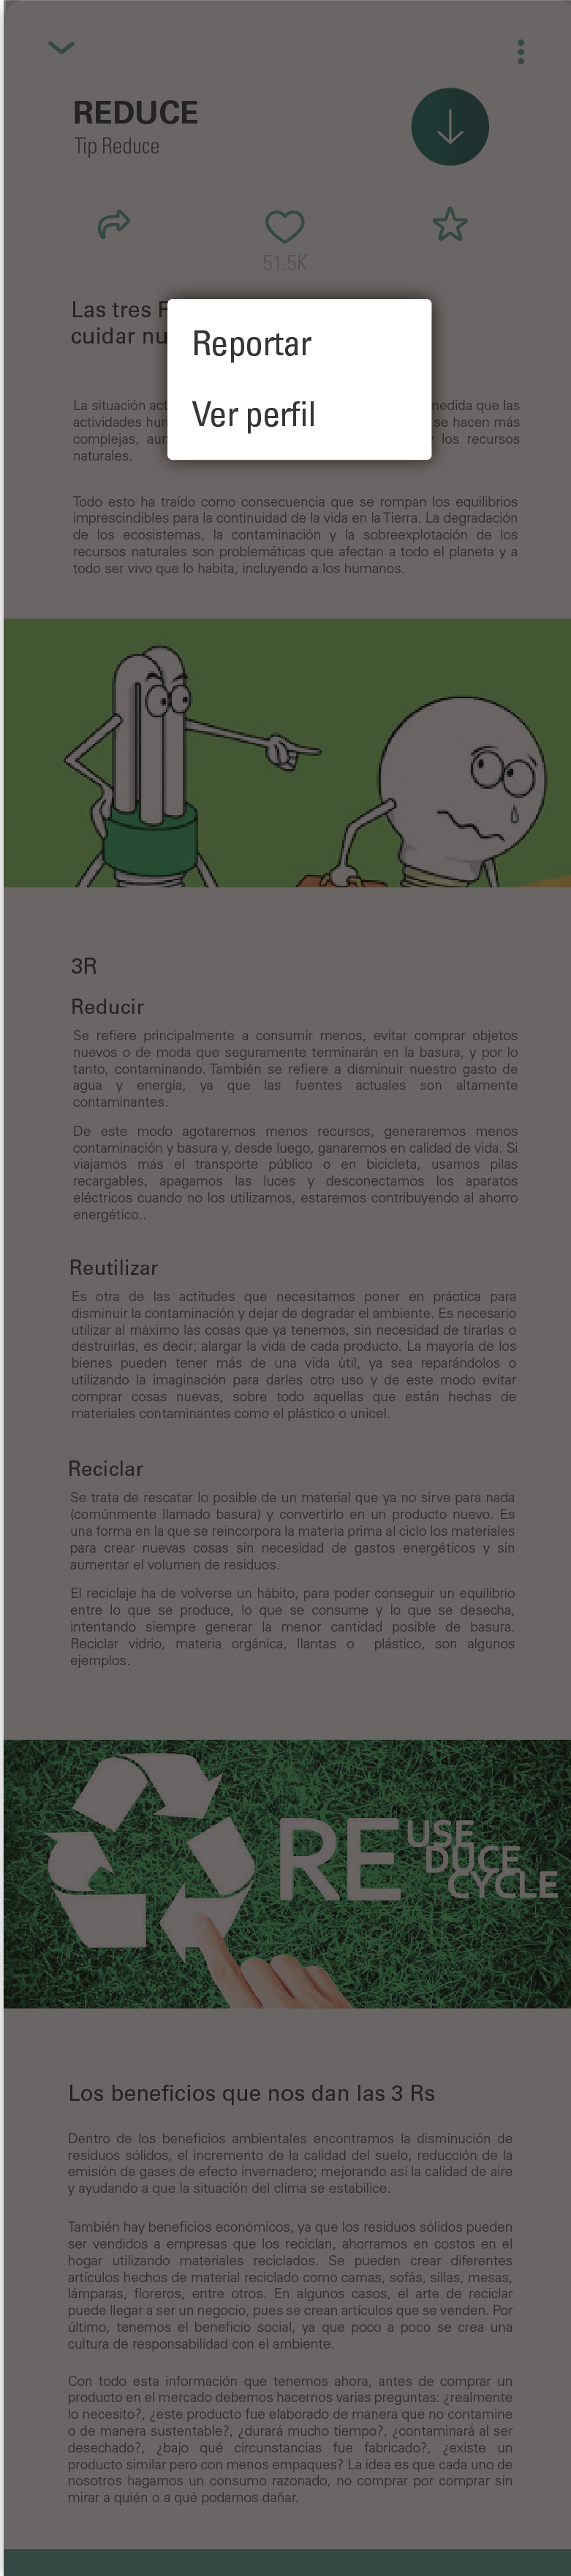 REDUCE
Tip Reduce
51.5K
Las tres
cuidar
Reportar
Ver perfil
La situación medida que las
actividades se hacen más
complejas, los recursos
naturales.
Todo esto ha traído como consecuencia que se rompan los equilibrios
imprescindibles para la continuidad de la vida en la Tierra. La degradación
de los ecosistemas, la contaminación y la sobreexplotación de los
recursos naturales son problemáticas que afectan a todo el planeta y a
todo ser vivo que lo habita, incluyendo a los humanos.
3R
Reducir
Se refiere principalmente a consumir menos, evitar comprar objetos
nuevos o de moda que seguramente terminarán en la basura, y por lo
tanto, contaminando. También se refiere a disminuir nuestro gasto de
agua y energía, ya que las fuentes actuales son altamente
contaminantes.
De este modo agotaremos menos recursos, generaremos menos
contaminación y basura y, desde luego, ganaremos en calidad de vida. Si
viajamos más el transporte público o en bicicleta, usamos pilas
recargables, apagamos las luces y desconectamos los aparatos
eléctricos cuando no los utilizamos, estaremos contribuyendo al ahorro
energético..
Reutilizar
Es otra de las actitudes que necesitamos poner en práctica para
disminuir la contaminación y dejar de degradar el ambiente. Es necesario
utilizar al máximo las cosas que ya tenemos, sin necesidad de tirarlas o
destruirlas, es decir; alargar la vida de cada producto. La mayoría de los
bienes pueden tener más de una vida útil, ya sea reparándolos o
utilizando la imaginación para darles otro uso y de este modo evitar
comprar cosas nuevas, sobre todo aquellas que están hechas de
materiales contaminantes como el plástico o unicel.
Reciclar
Se trata de rescatar lo posible de un material que ya no sirve para nada
(comúnmente llamado basura) y convertirlo en un producto nuevo. Es
una forma en la que se reincorpora la materia prima al ciclo los materiales
para crear nuevas cosas sin necesidad de gastos energéticos y sin
aumentar el volumen de residuos.
El reciclaje ha de volverse un hábito, para poder conseguir un equilibrio
entre lo que se produce, lo que se consume y lo que se desecha,
intentando siempre generar la menor cantidad posible de basura.
Reciclar vidrio, materia orgánica, llantas o plástico, son algunos
ejemplos.
RE USE
DUCE
CYCLE
Los beneficios que nos dan las 3 Rs
Dentro de los beneficios ambientales encontramos la disminución de
residuos sólidos, el incremento de la calidad del suelo, reducción de la
emisión de gases de efecto invernadero; mejorando así la calidad de aire
y ayudando a que la situación del clima se estabilice.
También hay beneficios económicos, ya que los residuos sólidos pueden
ser vendidos a empresas que los reciclan, ahorramos en costos en el
hogar utilizando materiales reciclados. Se pueden crear diferentes
artículos hechos de material reciclado como camas, sofás, sillas, mesas,
lámparas, floreros, entre otros. En algunos casos, el arte de reciclar
puede llegar a ser un negocio, pues se crean artículos que se venden. Por
último, tenemos el beneficio social, ya que poco a poco se crea una
cultura de responsabilidad con el ambiente.
Con todo esta información que tenemos ahora, antes de comprar un
producto en el mercado debemos hacernos varias preguntas: ¿realmente
lo necesito?, ¿este producto fue elaborado de manera que no contamine
o de manera sustentable?, ¿durará mucho tiempo?, ¿contaminará al ser
desechado?, ¿bajo qué circunstancias fue fabricado?, ¿existe un
producto similar pero con menos empaques? La idea es que cada uno de
nosotros hagamos un consumo razonado, no comprar por comprar sin
mirar a quién o a qué podamos dañar.